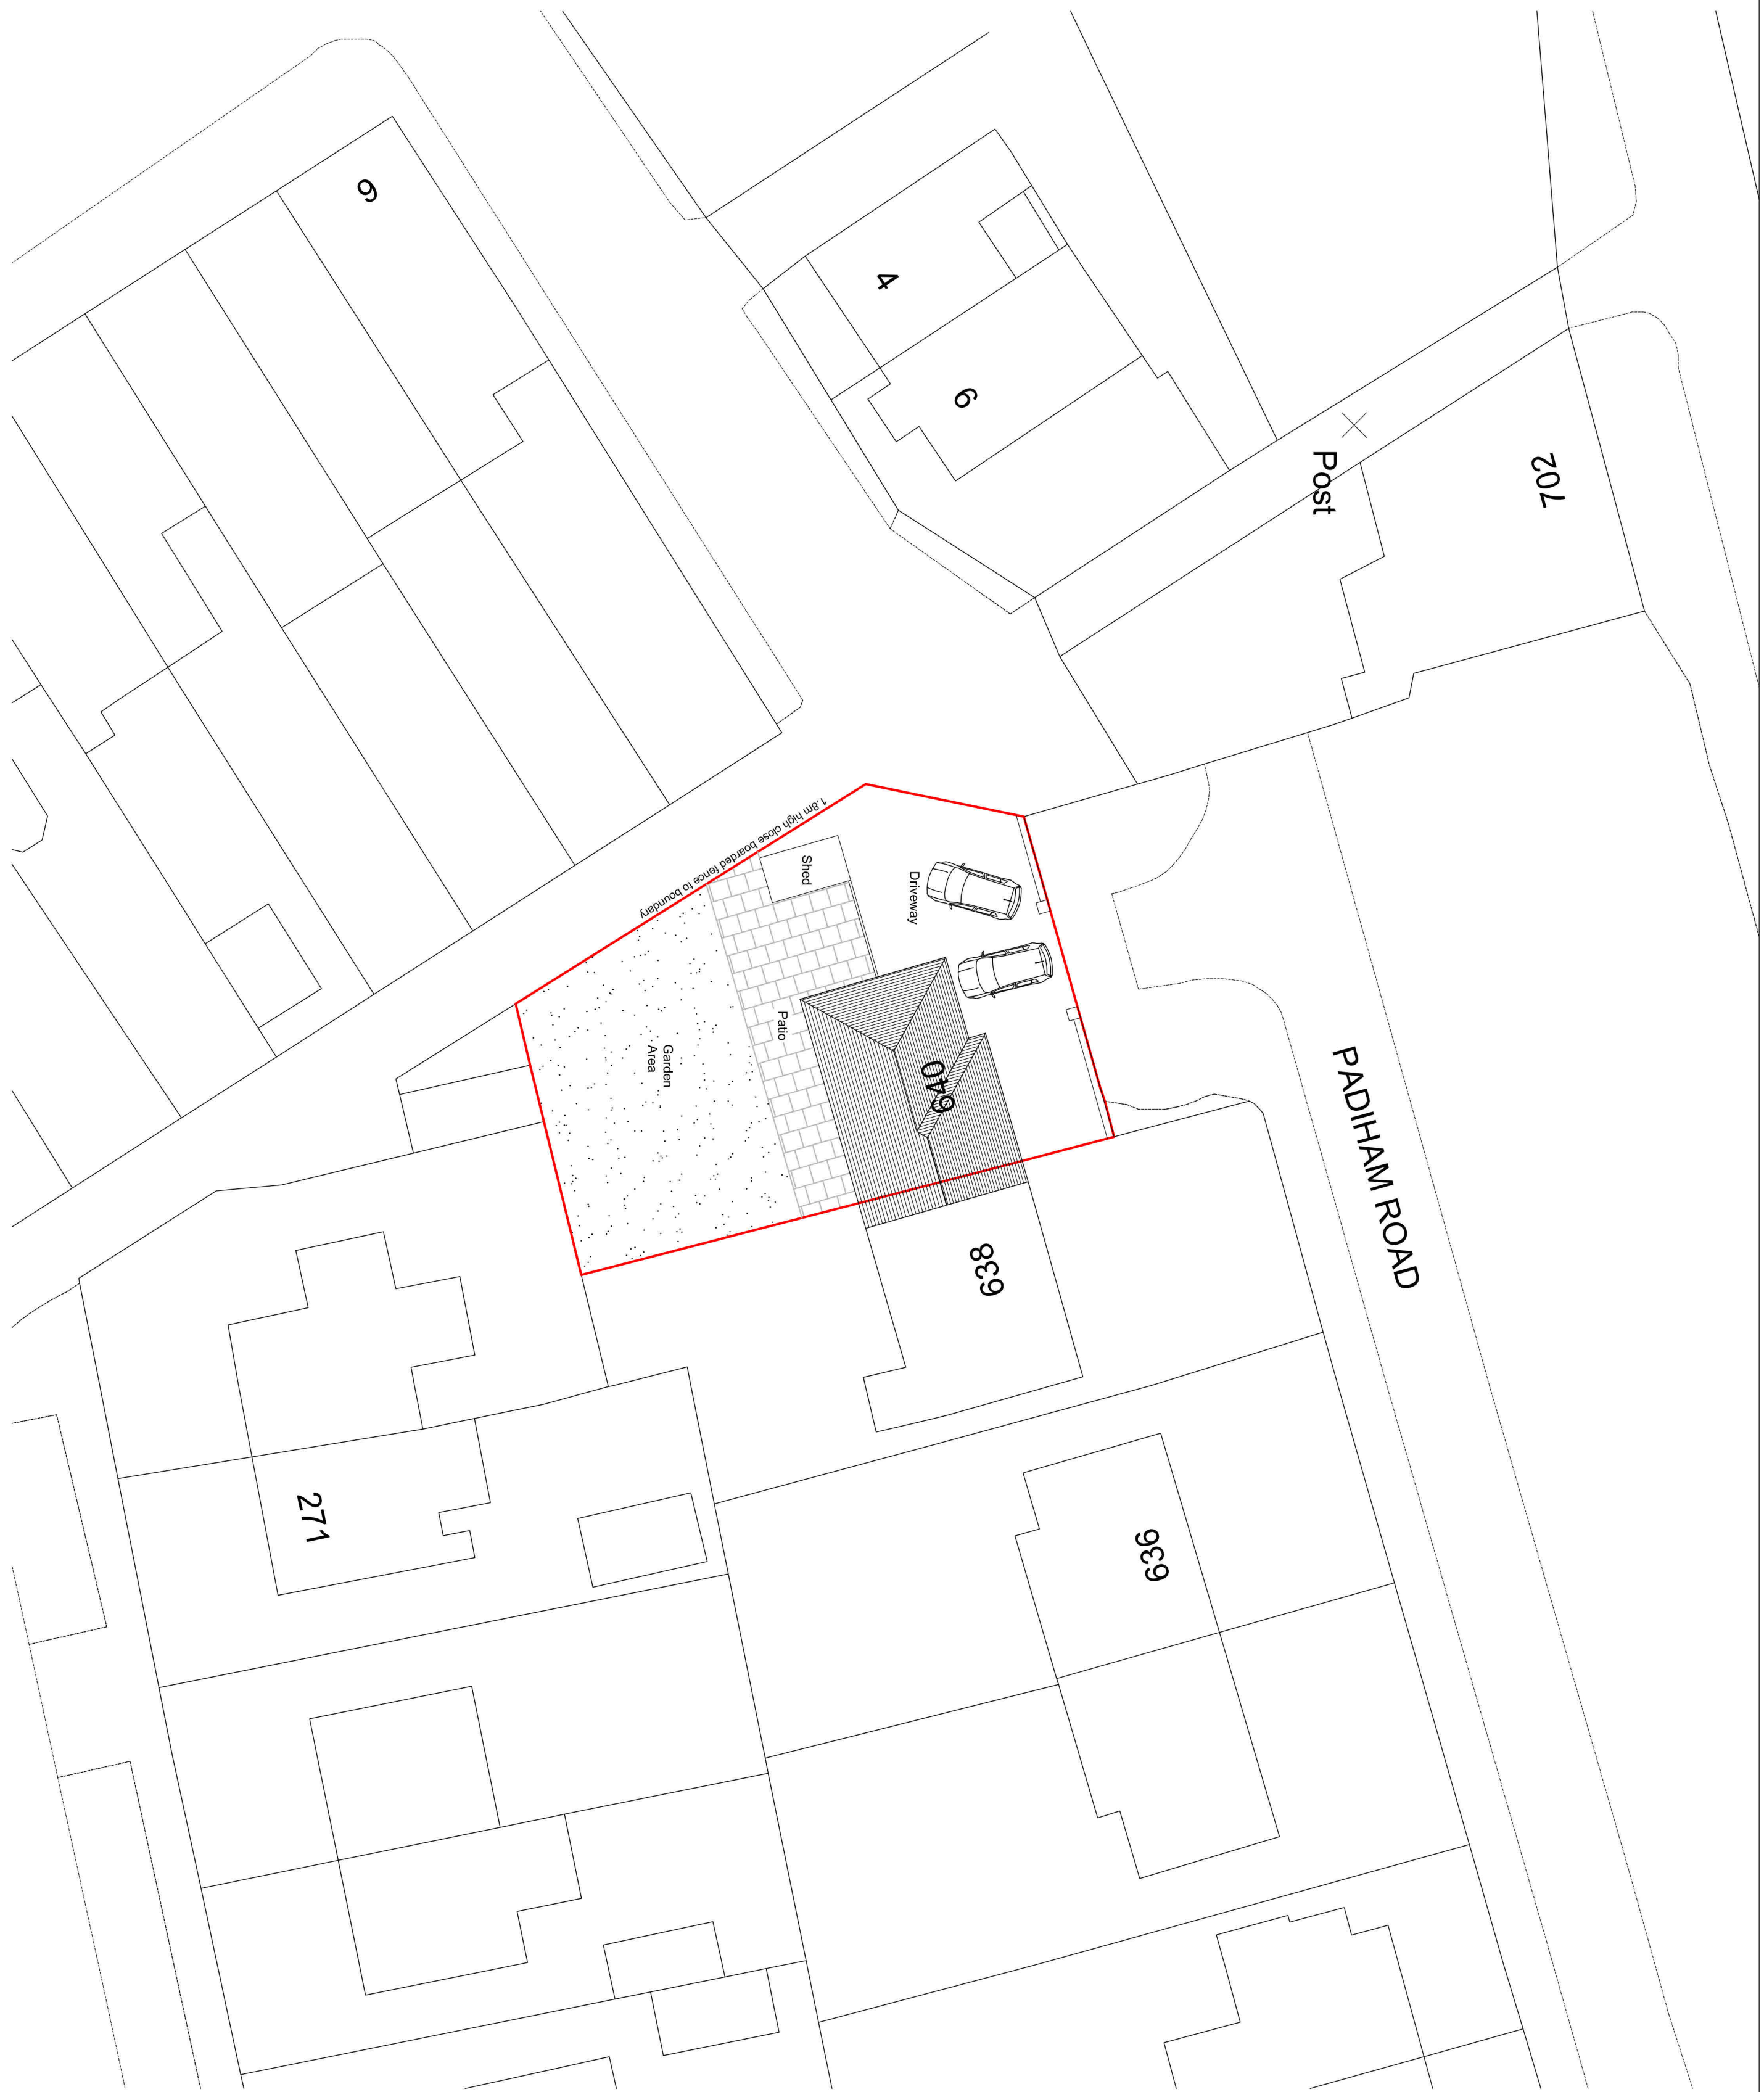 9
4
6
Post
702
1.8m high close boarded fence to boundary
Shed
Driveway
Patio
Garden
Area
640
PADIHAM ROAD
638
271
636